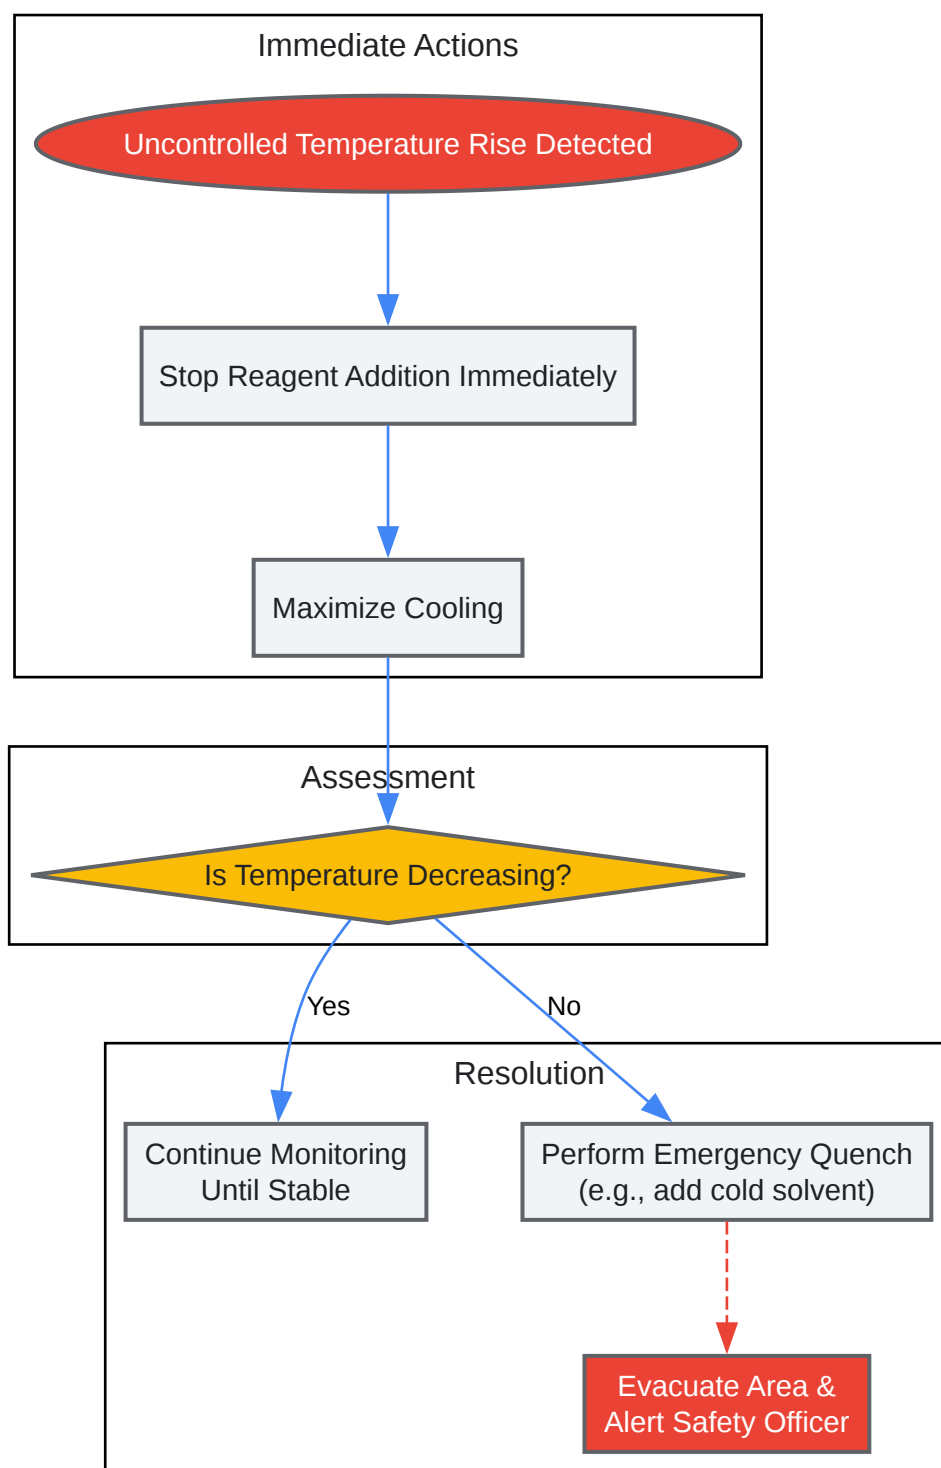 Immediate Actions
Uncontrolled Temperature Rise Detected
Stop Reagent Addition Immediately
Maximize Cooling
Assessment
Is Temperature Decreasing?
Yes
No
Resolution
Continue Monitoring
Until Stable
Perform Emergency Quench
(e.g., add cold solvent)
Evacuate Area &
Alert Safety Officer